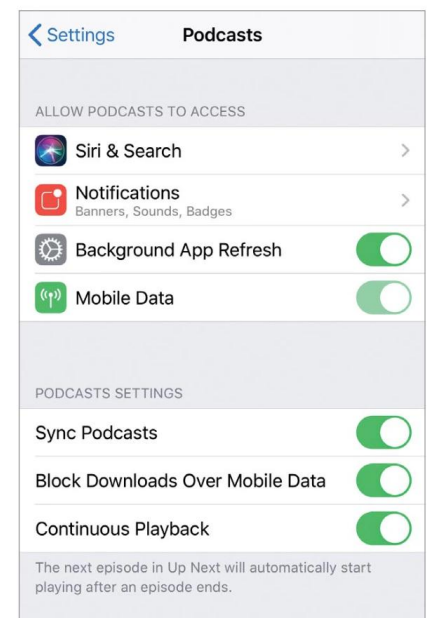 Settings Podcasts
ALLOW PODCASTS TO ACCESS
Siri & Search
Notifications
Banners, Sounds, Badges
Background App Refresh
Mobile Data
PODCASTS SETTINGS
Sync Podcasts
Block Downloads Over Mobile Data
Continuous Playback
The next episode in Up Next will automatically start
playing after an episode ends.